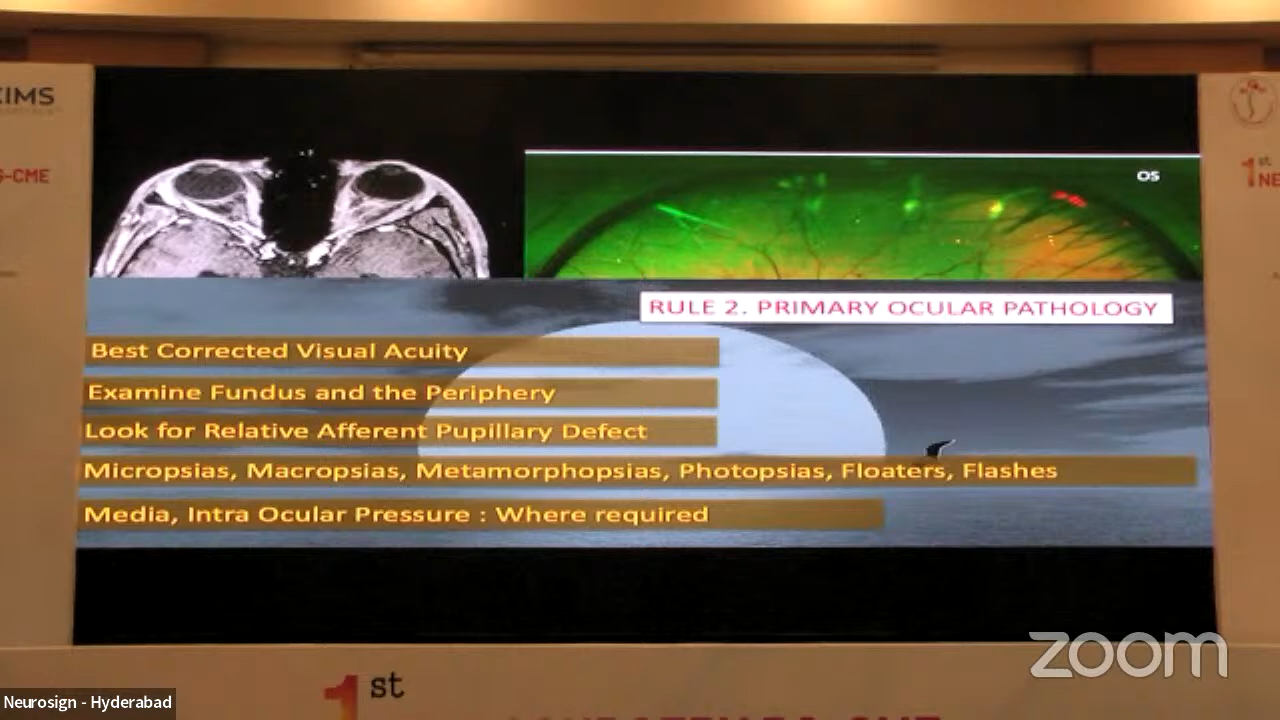 KIMS
G-CME
OS
1st
NE
RULE 2. PRIMARY OCULAR PATHOLOGY
Best Corrected Visual Acuity
Examine Fundus and the Periphery
Look for Relative Afferent Pupillary Defect
Micropsias, Macropsias, Metamorphopsias, Photopsias, Floaters, Flashes
Media, Intra Ocular Pressure : Where required
zoom
Neurosign - Hyderabad
1st